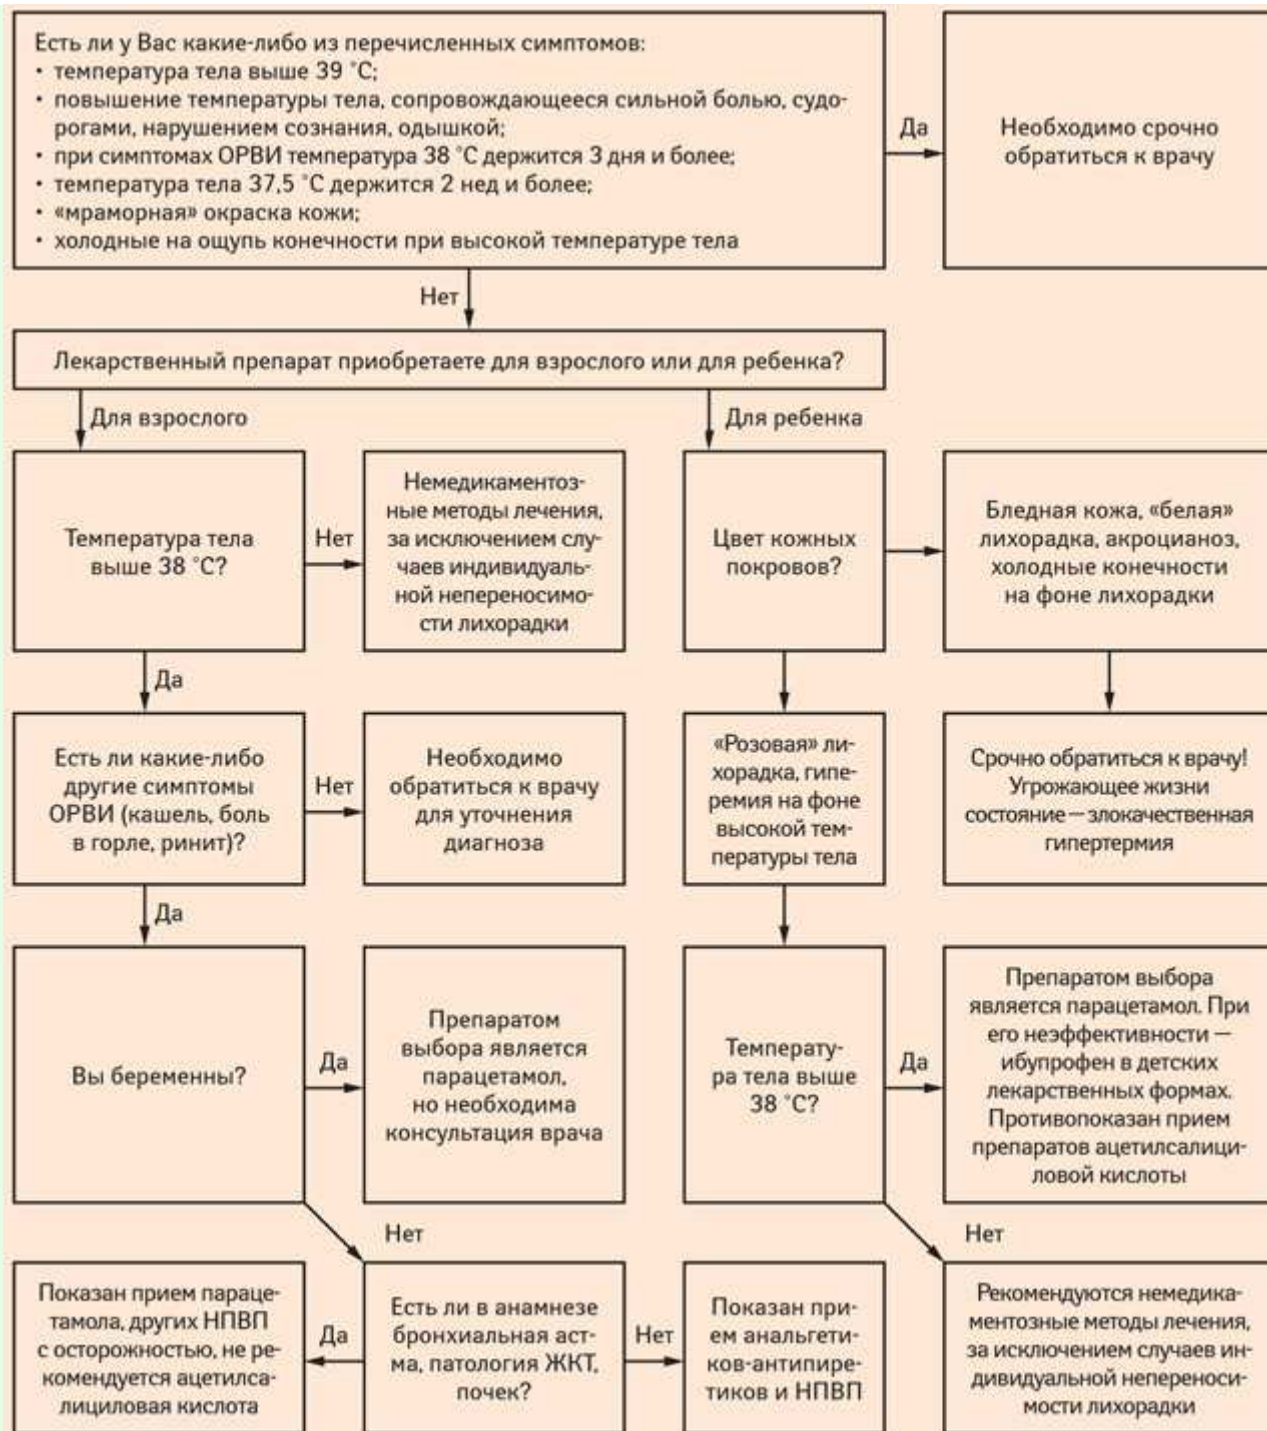 Есть ли у Вас какие-либо из перечисленных симптомов:
• температура тела выше 39 °C;
• повышение температуры тела, сопровождающееся сильной болью, судо-
рогами, нарушением сознания, одышкой;
• при симптомах ОРВИ температура 38 °C держится 3 дня и более;
• температура тела 37,5 °C держится 2 нед и более;
• «мраморная» окраска кожи;
• холодные на ощупь конечности при высокой температуре тела
Да
Необходимо срочно
обратиться к врачу
Нет
Лекарственный препарат приобретаете для взрослого или для ребенка?
Для взрослого
Для ребенка
Температура тела
выше 38 °C?
Нет
Немедикаментоз-
ные методы лечения,
за исключением слу-
чаев индивидуаль-
ной непереносимо-
сти лихорадки
Цвет кожных
покровов?
Бледная кожа, «белая»
лихорадка, акроцианоз,
холодные конечности
на фоне лихорадки
Да
Есть ли какие-либо
другие симптомы
ОРВИ (кашель, боль
в горле, ринит)?
Нет
Необходимо
обратиться к врачу
для уточнения
диагноза
«Розовая» ли-
хорадка, гипе-
ремия на фоне
высокой тем-
пературы тела
Срочно обратиться к врачу!
Угрожающее жизни
состояние — злокачественная
гипертермия
Да
Вы беременны?
Да
Препаратом
выбора является
парацетамол,
но необходима
консультация врача
Температу-
ра тела выше
38 °C?
Да
Препаратом выбора
является парацетамол. При
его неэффективности —
ибупрофен в детских
лекарственных формах.
Противопоказан прием
препаратов ацетилсалици-
ловой кислоты
Нет
Нет
Показан прием параце-
тамола, других НПВП
с осторожностью, не ре-
комендуется ацетилса-
лициловая кислота
Да
Есть ли в анамнезе
бронхиальная аст-
ма, патология ЖКТ,
почек?
Нет
Показан при-
ем анальгети-
ков-антипире-
тиков и НПВП
Рекомендуются немедика-
ментозные методы лечения,
за исключением случаев ин-
дивидуальной непереноси-
мости лихорадки